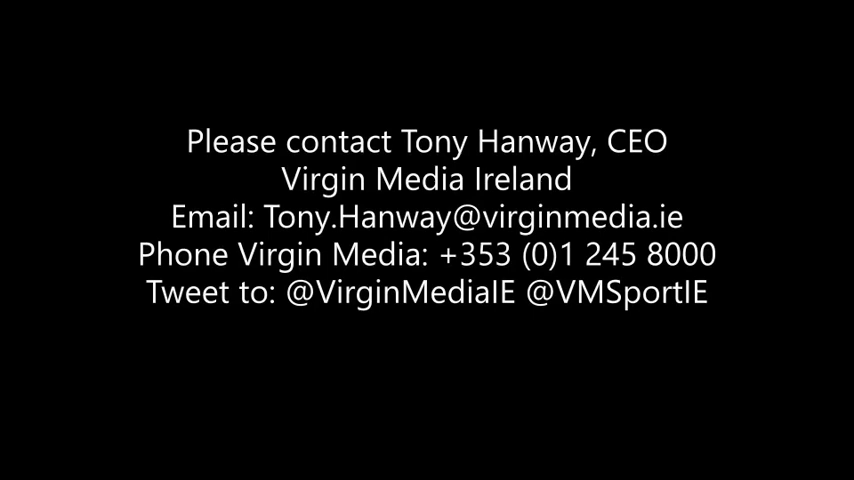 Please contact Tony Hanway, CEO
Virgin Media Ireland
Email: Tony.Hanway@virginmedia.ie
Phone Virgin Media: +353 (0)1 245 8000
Tweet to: @VirginMediaIE @VMSportIE